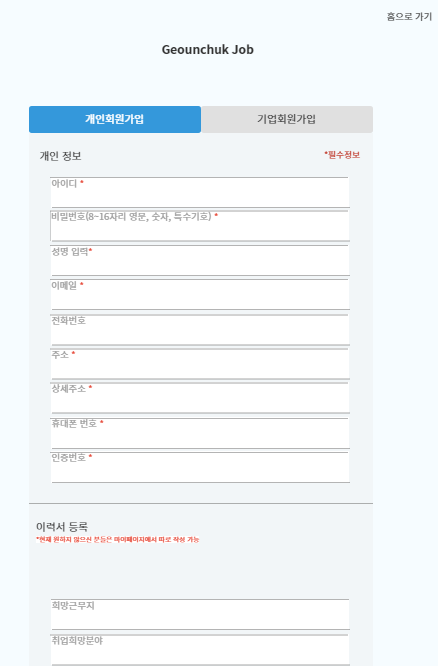 홈으로 가기
Geounchuk Job
개인회원가입 기업회원가입
개인 정보 *필수정보
아이디 *
비밀번호(8~16자리 영문, 숫자, 특수기호) *
성명 입력*
이메일 *
전화번호
주소 *
상세주소 *
휴대폰 번호 *
인증번호 *
이력서 등록
*현재 원하지 않으신 분들은 마이페이지에서 따로 작성 가능
희망근무지
취업희망분야